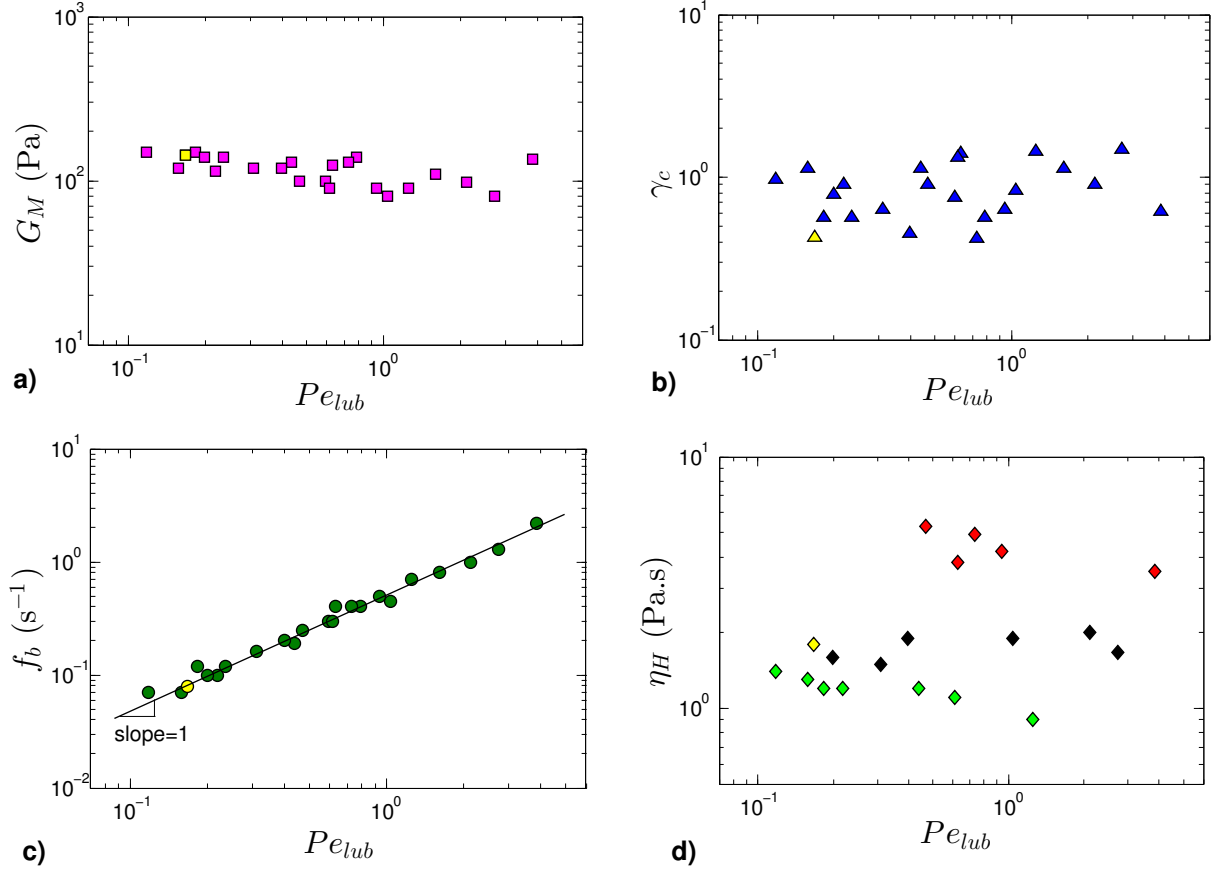 10³
10²
10¹
G_M (Pa)
10⁻¹
10⁰
a)
Pe_lub
10¹
10⁰
10⁻¹
γ_c
10⁻¹
10⁰
b)
Pe_lub
10¹
10⁰
10⁻¹
10⁻²
f_b (s⁻¹)
slope=1
10⁻¹
10⁰
c)
Pe_lub
10¹
10⁰
η_H (Pa.s)
10⁻¹
10⁰
d)
Pe_lub